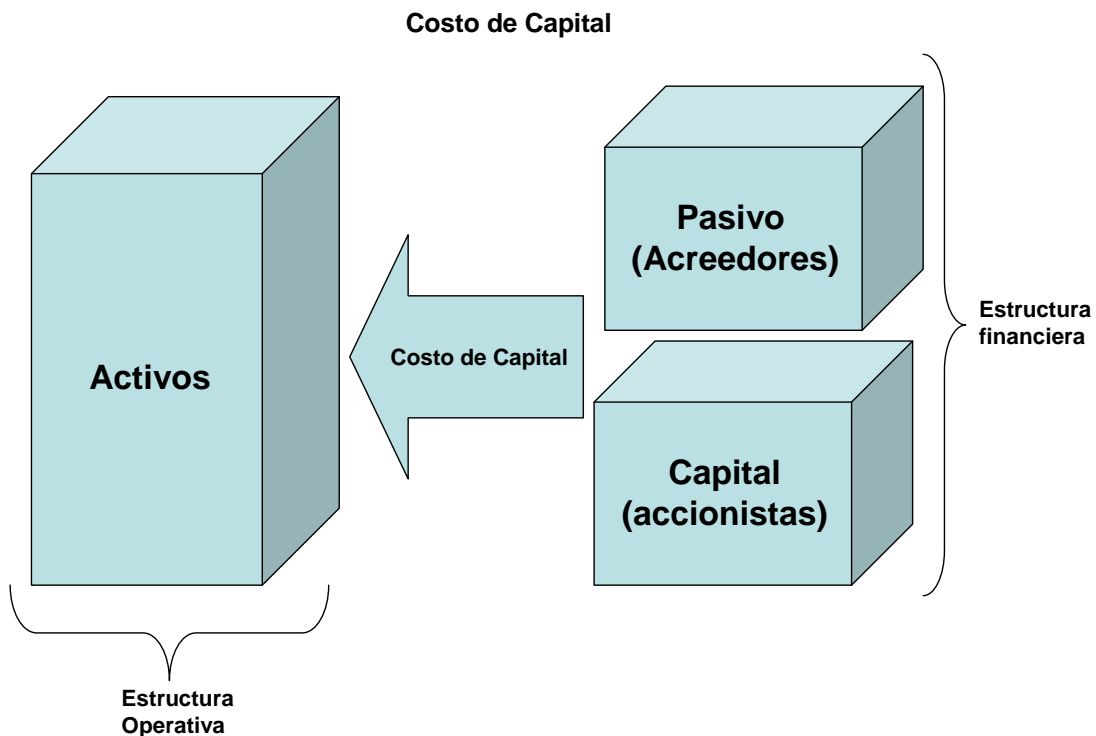 Costo de Capital
Activos
Costo de Capital
Pasivo
(Acreedores)
Capital
(accionistas)
Estructura
financiera
Estructura
Operativa